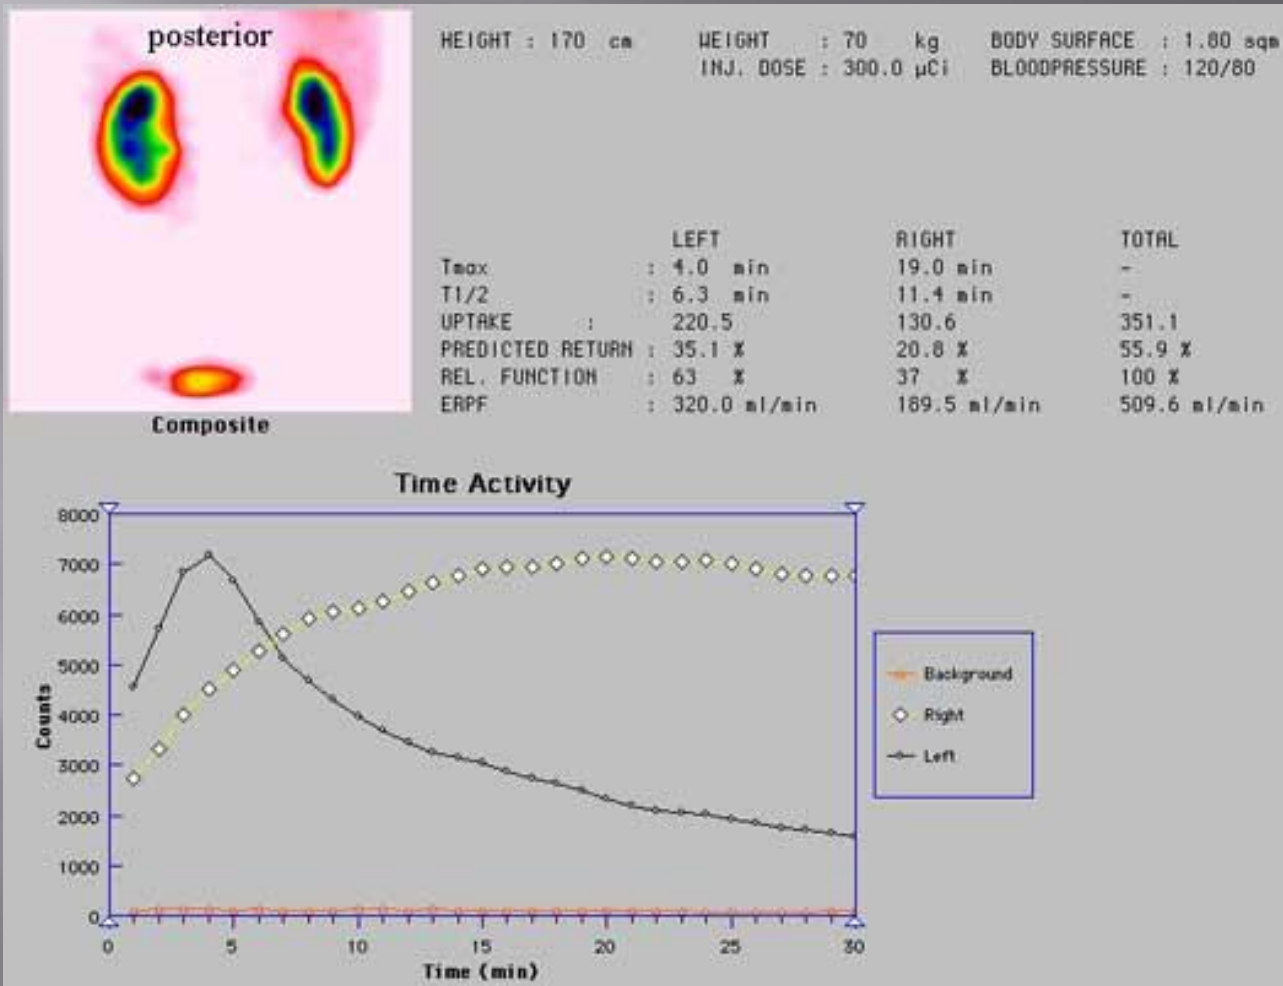 posterior
HEIGHT : 170 cm WEIGHT : 70 kg BODY SURFACE : 1.80 sqm
INJ. DOSE : 300.0 µCi BLOODPRESSURE : 120/80
LEFT RIGHT TOTAL
Tmax : 4.0 min 19.0 min -
T1/2 : 6.3 min 11.4 min -
UPTAKE : 220.5 130.6 351.1
PREDICTED RETURN : 35.1 % 20.8 % 55.9 %
REL. FUNCTION : 63 % 37 % 100 %
ERPF : 320.0 ml/min 189.5 ml/min 509.6 ml/min
Composite
Time Activity
8000
7000
6000
5000
4000
3000
2000
1000
0
Counts
Background
Right
Left
0 5 10 15 20 25 30
Time (min)